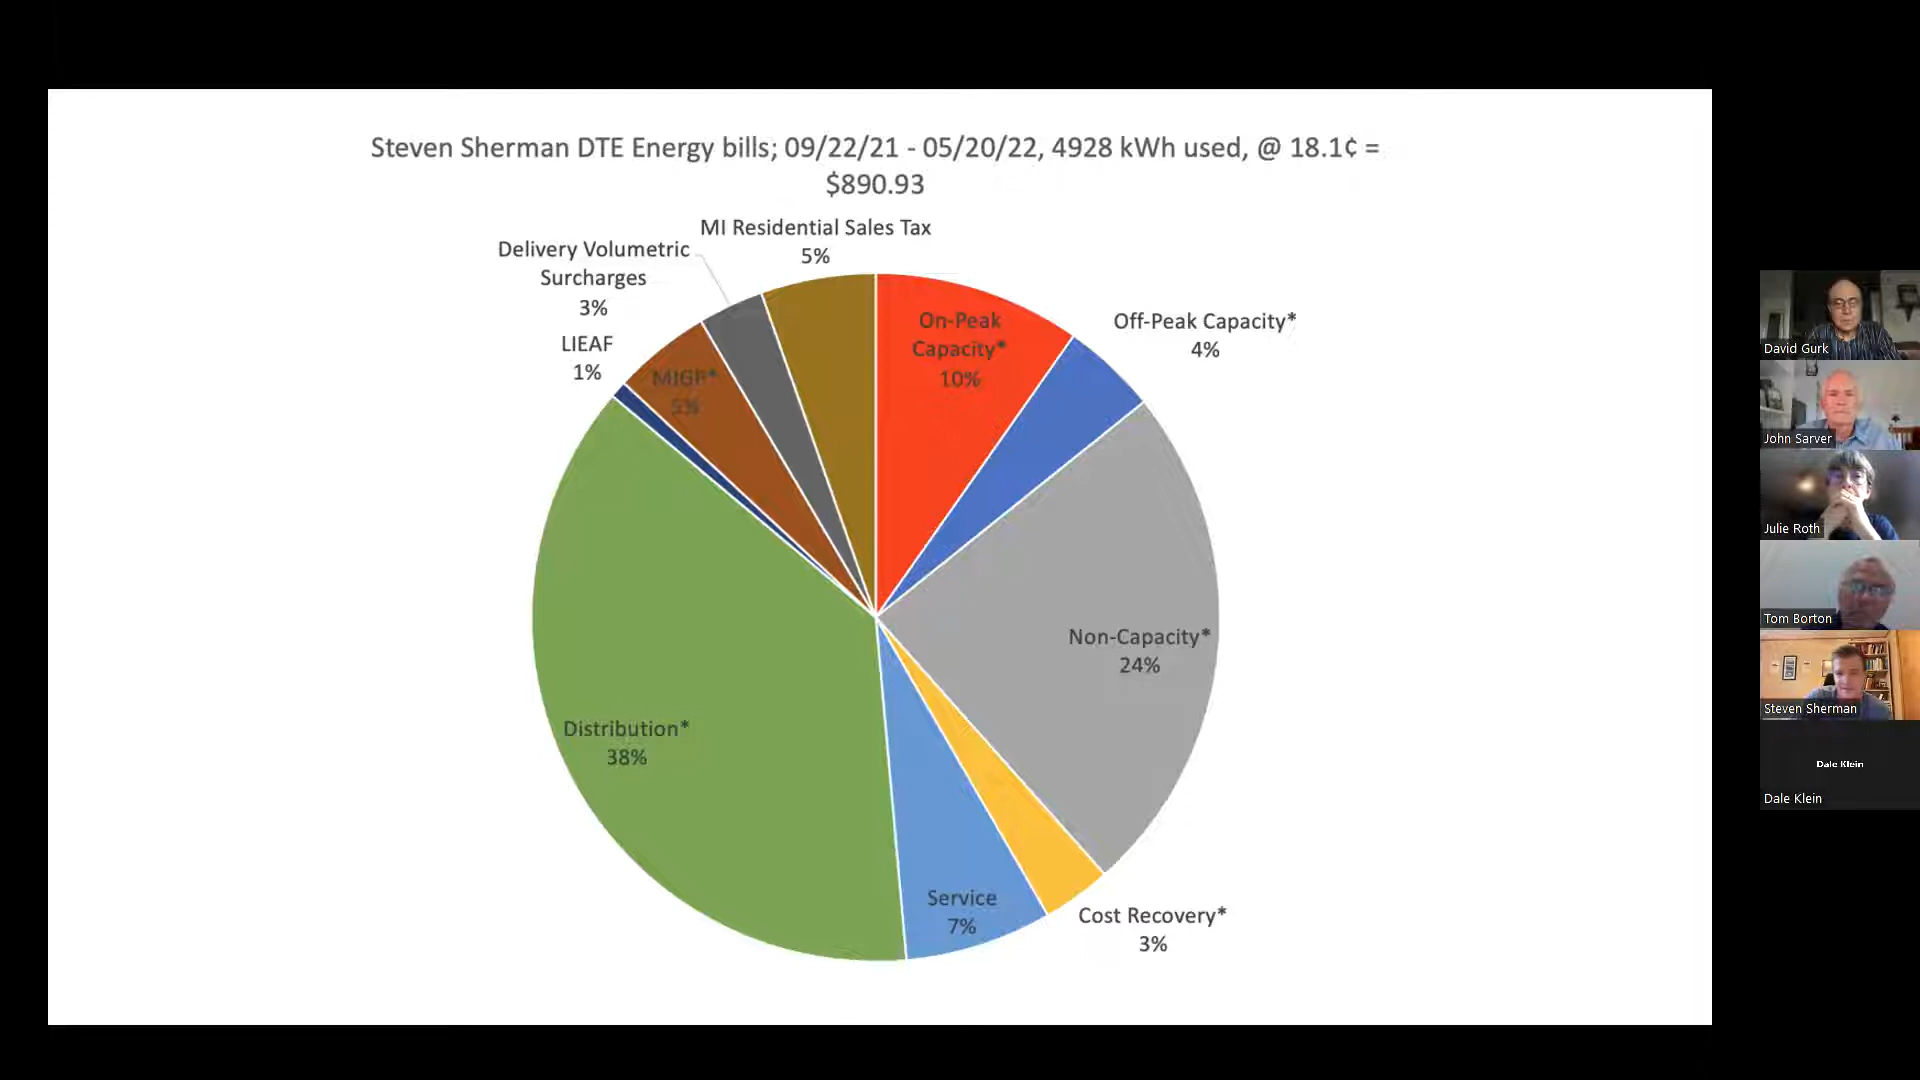 Steven Sherman DTE Energy bills; 09/22/21 - 05/20/22, 4928 kWh used, @ 18.1¢ =
$890.93
MI Residential Sales Tax
5%
Delivery Volumetric
Surcharges
3%
LIEAF
1%
MIGP*
5%
On-Peak
Capacity*
10%
Off-Peak Capacity*
4%
Non-Capacity*
24%
Distribution*
38%
Service
7%
Cost Recovery*
3%
David Gurk
John Sarver
Julie Roth
Tom Borton
Steven Sherman
Dale Klein
Dale Klein